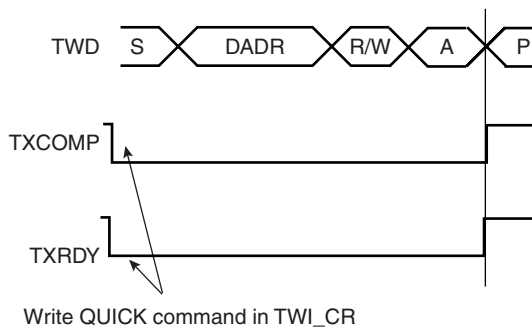 TWD S DADR R/W A P
TXCOMP
TXRDY
Write QUICK command in TWI_CR